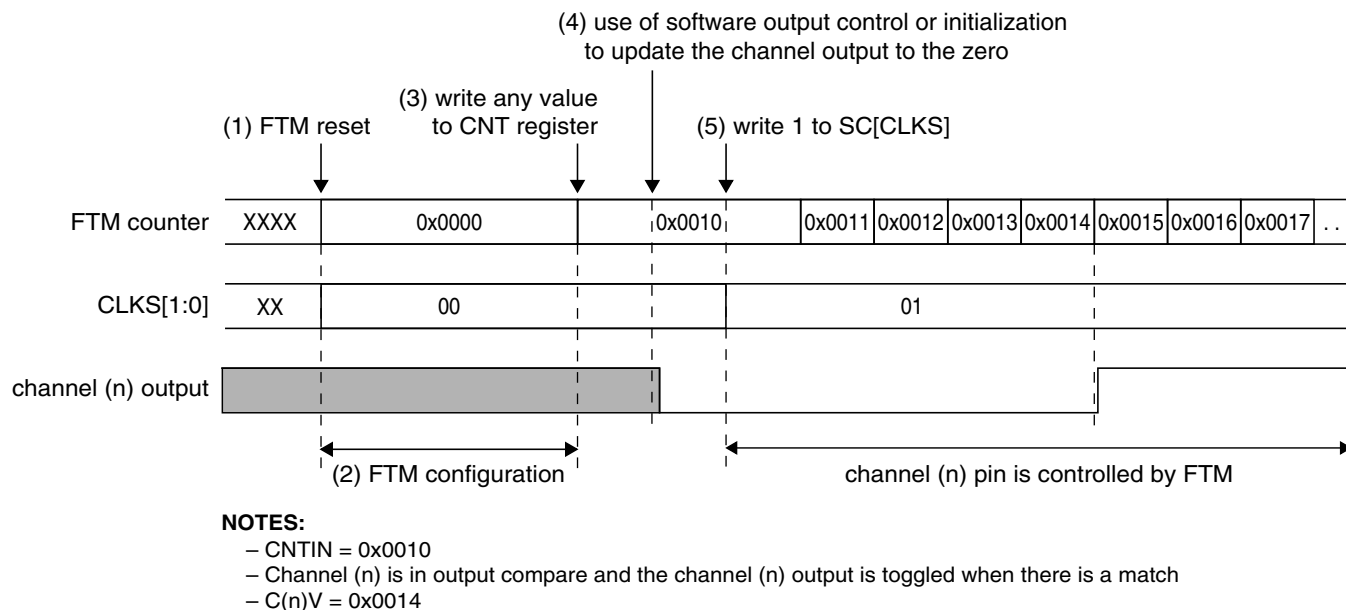 (4) use of software output control or initialization
to update the channel output to the zero
(3) write any value
to CNT register
(1) FTM reset
(5) write 1 to SC[CLKS]
FTM counter XXXX 0x0000 0x0010 0x0011 0x0012 0x0013 0x0014 0x0015 0x0016 0x0017 . .
CLKS[1:0] XX 00 01
channel (n) output
(2) FTM configuration
channel (n) pin is controlled by FTM
NOTES:
– CNTIN = 0x0010
– Channel (n) is in output compare and the channel (n) output is toggled when there is a match
– C(n)V = 0x0014